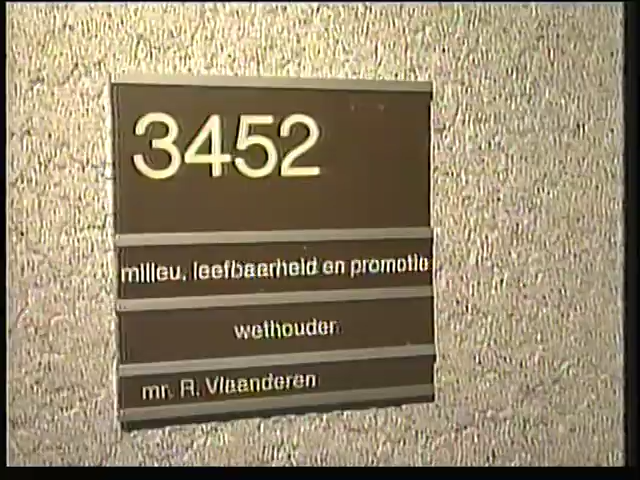 3452
milieu, leefbaarheid en promotie
wethouder
mr. R. Vlaanderen